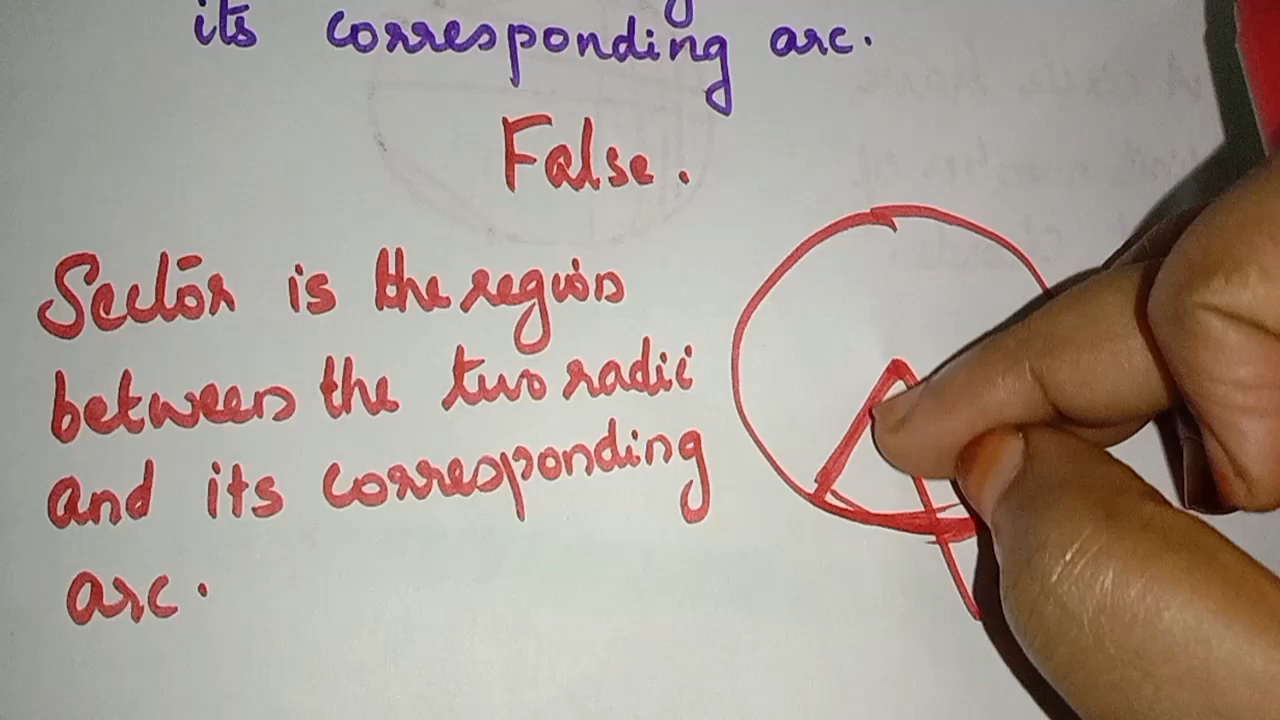 its corresponding arc.
False.
Sector is the region
between the two radii
and its corresponding
arc.